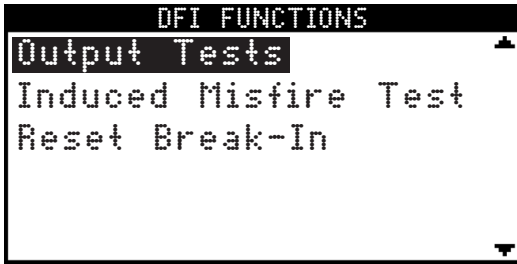 DFI FUNCTIONS
Output Tests
Induced Misfire Test
Reset Break-In